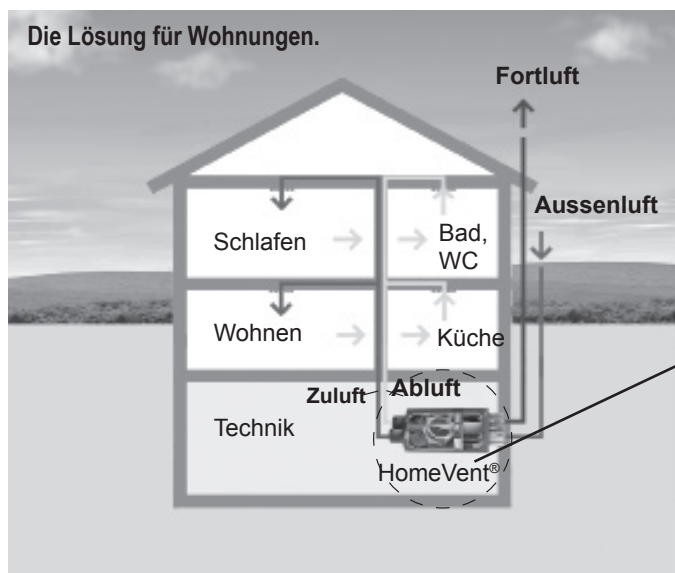 Die Lösung für Wohnungen.
Fortluft
Aussenluft
Schlafen
Bad,
WC
Wohnen
Küche
Zuluft
Abluft
Technik
HomeVent®